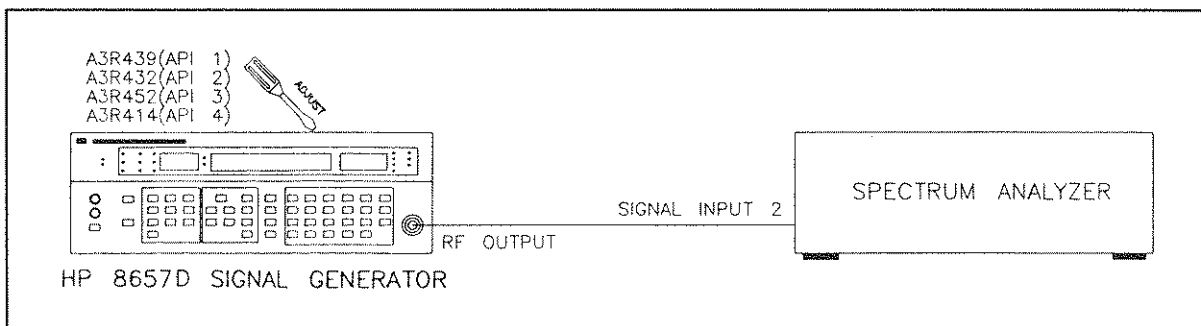 A3R439(API 1)
A3R432(API 2)
A3R452(API 3)
A3R414(API 4)
ADJUST
SPECTRUM ANALYZER
SIGNAL INPUT 2
RF OUTPUT
HP 8657D SIGNAL GENERATOR